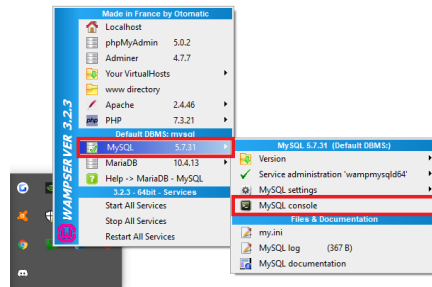 Made in France by Otomatic
Localhost
phpMyAdmin 5.0.2
Adminer 4.7.7
Your VirtualHosts
www directory
Apache 2.4.46
php PHP 7.3.21
Default DBMS: mysql
MySQL 5.7.31
MariaDB 10.4.13
Help -> MariaDB - MySQL
3.2.3 - 64bit - Services
Start All Services
Stop All Services
Restart All Services
WAMPSERVER 3.2.3
MySQL 5.7.31 (Default DBMS:)
Version
Service administration 'wampmysqld64'
MySQL settings
MySQL console
Files & Documentation
my.ini
MySQL log (367 B)
MySQL documentation